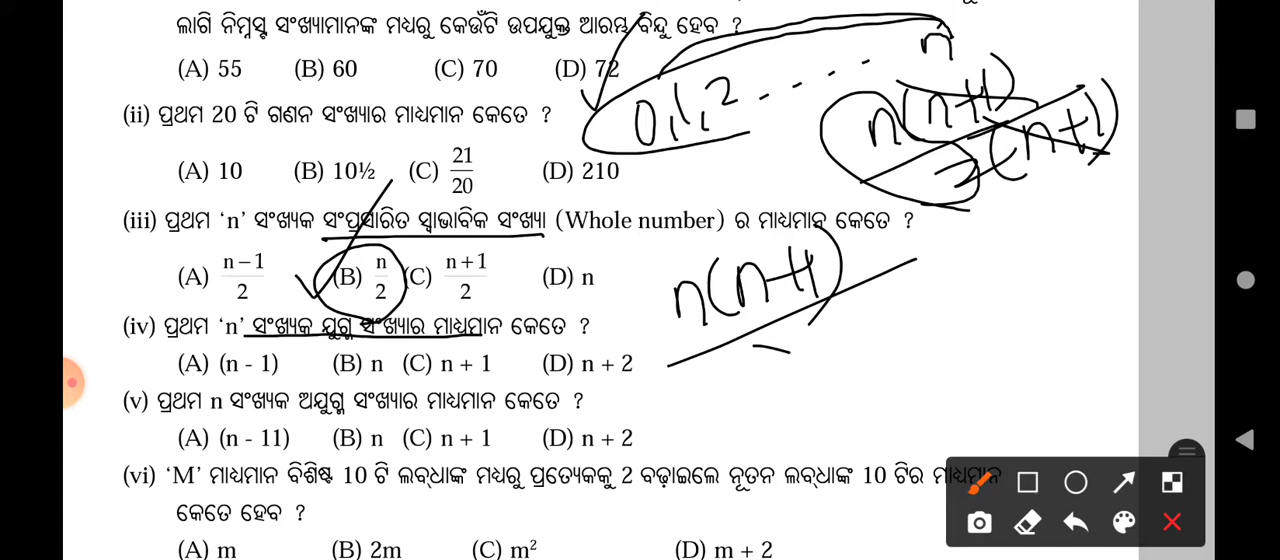 ଲାଗି ନିମ୍ନସ୍ଥ ସଂଖ୍ୟାମାନଙ୍କ ମଧ୍ୟରୁ କେଉଁଟି ଉପଯୁକ୍ତ ଆରମ୍ଭ ବିନ୍ଦୁ ହେବ ?
(A) 55 (B) 60 (C) 70 (D) 72
n
0, 1, 2 . . . . . .
n(n+1)
2(n+1)
(ii) ପ୍ରଥମ 20 ଟି ଗଣନ ସଂଖ୍ୟାର ମାଧ୍ୟମାନ କେତେ ?
(A) 10 (B) 10½ (C) 21/20 (D) 210
(iii) ପ୍ରଥମ ‘n’ ସଂଖ୍ୟକ ସଂପ୍ରସାରିତ ସ୍ୱାଭାବିକ ସଂଖ୍ୟା (Whole number) ର ମାଧ୍ୟମାନ କେତେ ?
(A) n−1/2 (B) n/2 (C) n+1/2 (D) n
n(n+1)
(iv) ପ୍ରଥମ ‘n’ ସଂଖ୍ୟକ ଯୁଗ୍ମ ସଂଖ୍ୟାର ମାଧ୍ୟମାନ କେତେ ?
(A) (n - 1) (B) n (C) n + 1 (D) n + 2
(v) ପ୍ରଥମ n ସଂଖ୍ୟକ ଅଯୁଗ୍ମ ସଂଖ୍ୟାର ମାଧ୍ୟମାନ କେତେ ?
(A) (n - 11) (B) n (C) n + 1 (D) n + 2
(vi) ‘M’ ମାଧ୍ୟମାନ ବିଶିଷ୍ଟ 10 ଟି ଲବ୍ଧାଙ୍କ ମଧ୍ୟରୁ ପ୍ରତ୍ୟେକକୁ 2 ବଢ଼ାଇଲେ ନୂତନ ଲବ୍ଧାଙ୍କ 10 ଟିର ମାଧ୍ୟମାନ
କେତେ ହେବ ?
(A) m (B) 2m (C) m² (D) m + 2